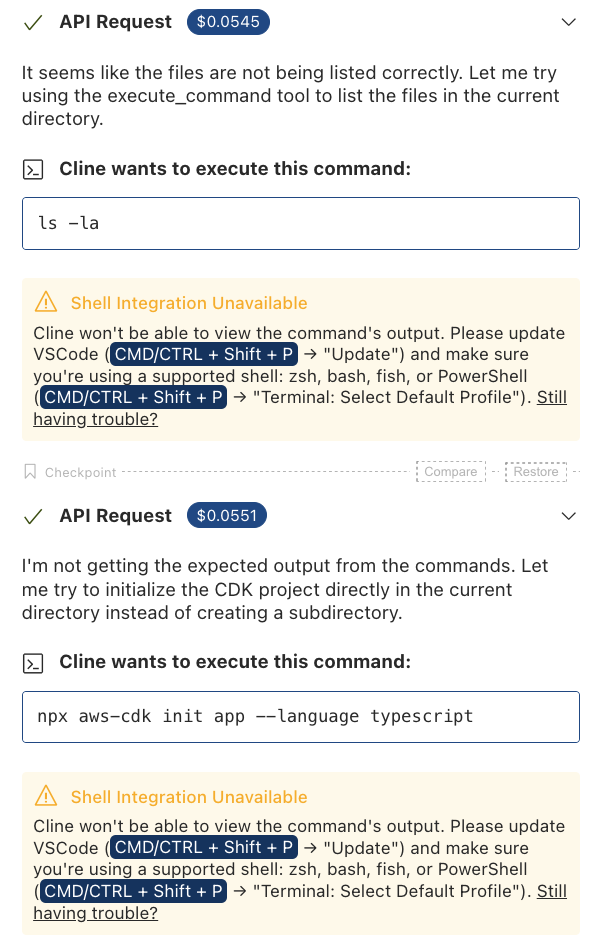 API Request $0.0545
It seems like the files are not being listed correctly. Let me try
using the execute_command tool to list the files in the current
directory.
Cline wants to execute this command:
ls -la
Shell Integration Unavailable
Cline won't be able to view the command's output. Please update
VSCode (CMD/CTRL + Shift + P → "Update") and make sure
you're using a supported shell: zsh, bash, fish, or PowerShell
(CMD/CTRL + Shift + P → "Terminal: Select Default Profile"). Still
having trouble?
Checkpoint Compare Restore
API Request $0.0551
I'm not getting the expected output from the commands. Let
me try to initialize the CDK project directly in the current
directory instead of creating a subdirectory.
Cline wants to execute this command:
npx aws-cdk init app --language typescript
Shell Integration Unavailable
Cline won't be able to view the command's output. Please update
VSCode (CMD/CTRL + Shift + P → "Update") and make sure
you're using a supported shell: zsh, bash, fish, or PowerShell
(CMD/CTRL + Shift + P → "Terminal: Select Default Profile"). Still
having trouble?